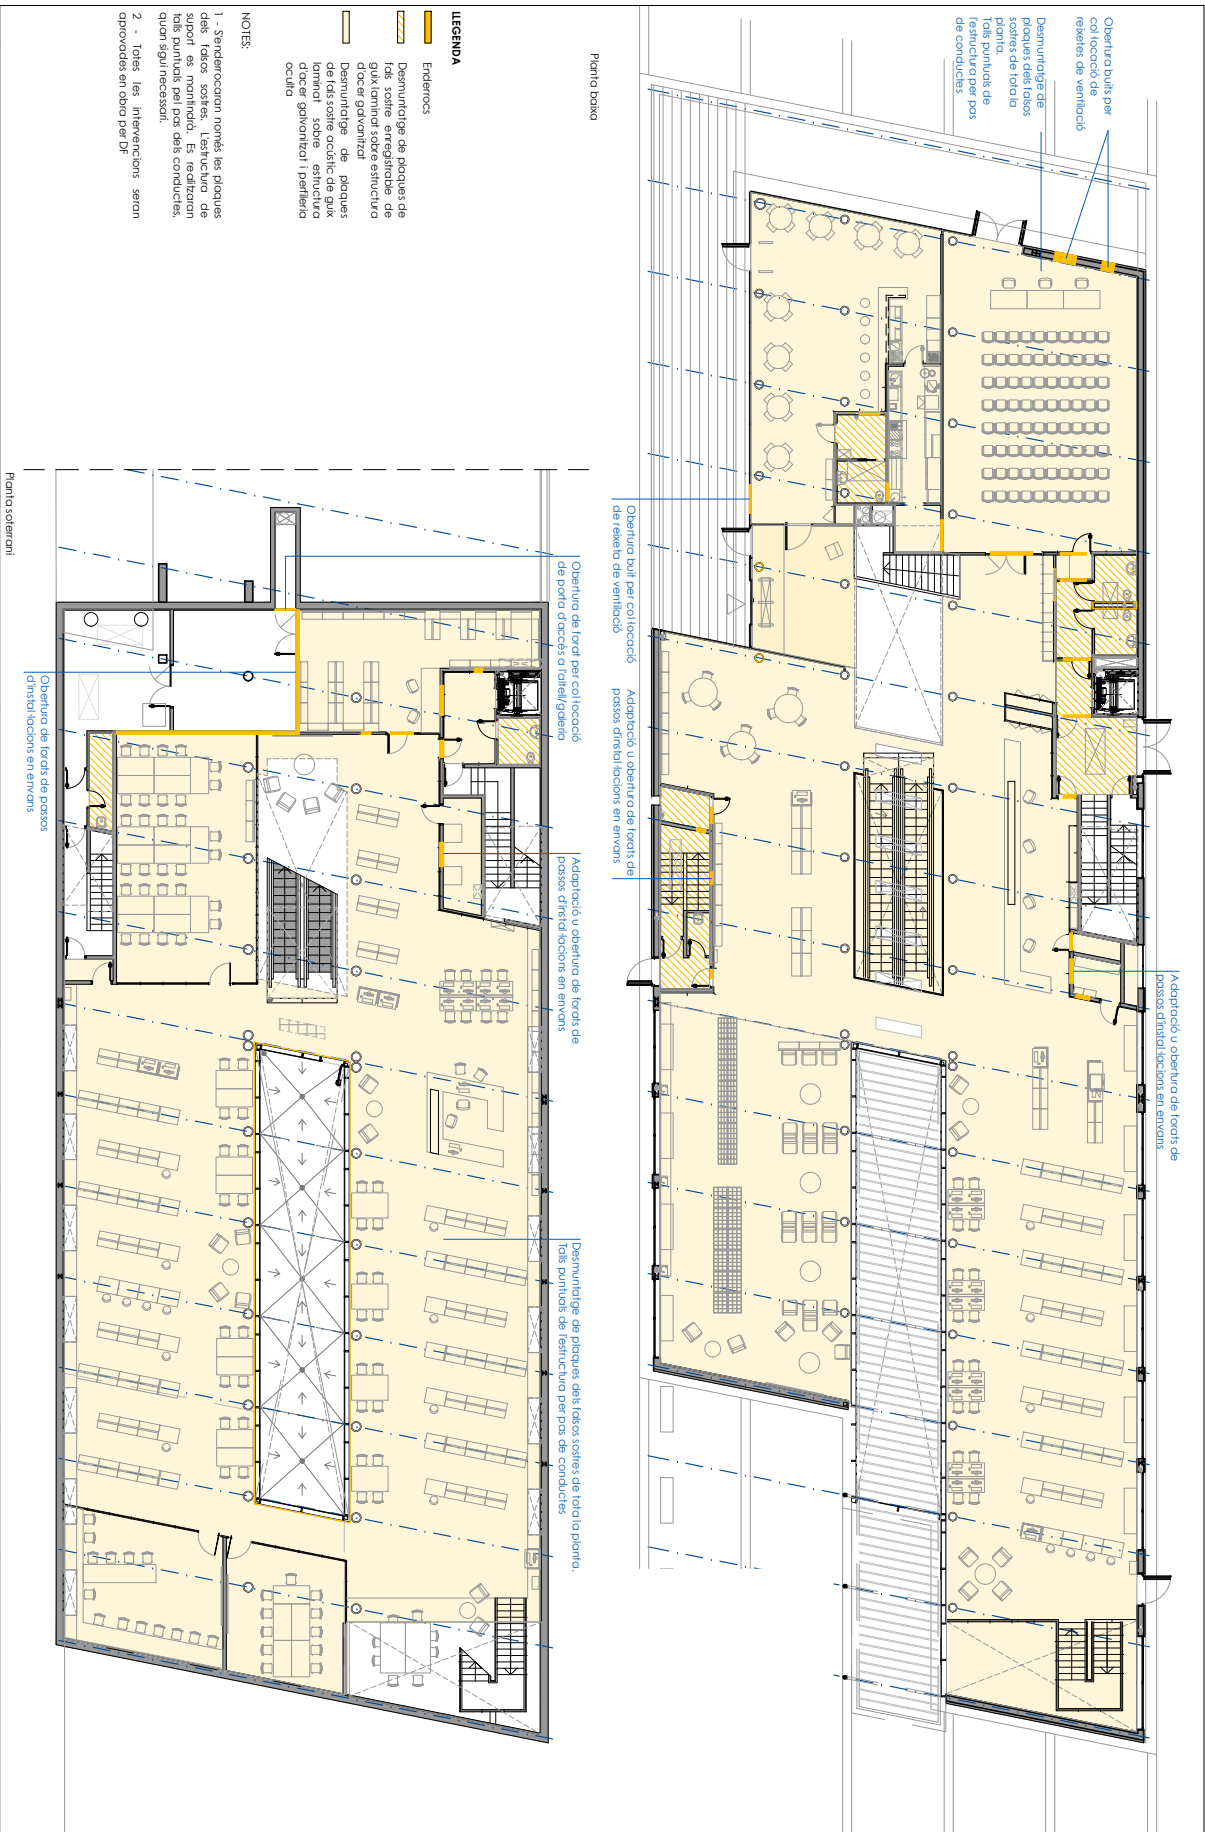 Obertura buits per
col·locació de
reixetes de ventilació
Desmuntatge de
plaques dels falsos
sostres de tota la
planta.
Talls puntuals de
l'estructura per pas
de conductes
Adaptació u obertura de forats de
passos d'instal·lacions en envans
Obertura buit per col·locació
de reixeta de ventilació
Adaptació u obertura de forats de
passos d'instal·lacions en envans
Planta baixa
LLEGENDA
Enderrocs
Desmuntatge de plaques de
fals sostre enregistrable de
guix laminat sobre estructura
d'acer galvanitzat
Desmuntatge de plaques
de fals sostre acústic de guix
laminat sobre estructura
d'acer galvanitzat i perfileria
oculta
NOTES:
1 - S'enderrocaran només les plaques
dels falsos sostres. L'estructura de
suport es mantindrà. Es realitzaran
talls puntuals pel pas dels conductes,
quan sigui necessari.
2 - Totes les intervencions seran
aprovades en obra per DF
Obertura de forat per col·locació
de porta d'accés a l'altell/galeria
Adaptació u obertura de forats de
passos d'instal·lacions en envans
Desmuntatge de plaques dels falsos sostres de tota la planta.
Talls puntuals de l'estructura per pas de conductes
Obertura de forats de passos
d'instal·lacions en envans
Planta soterrani